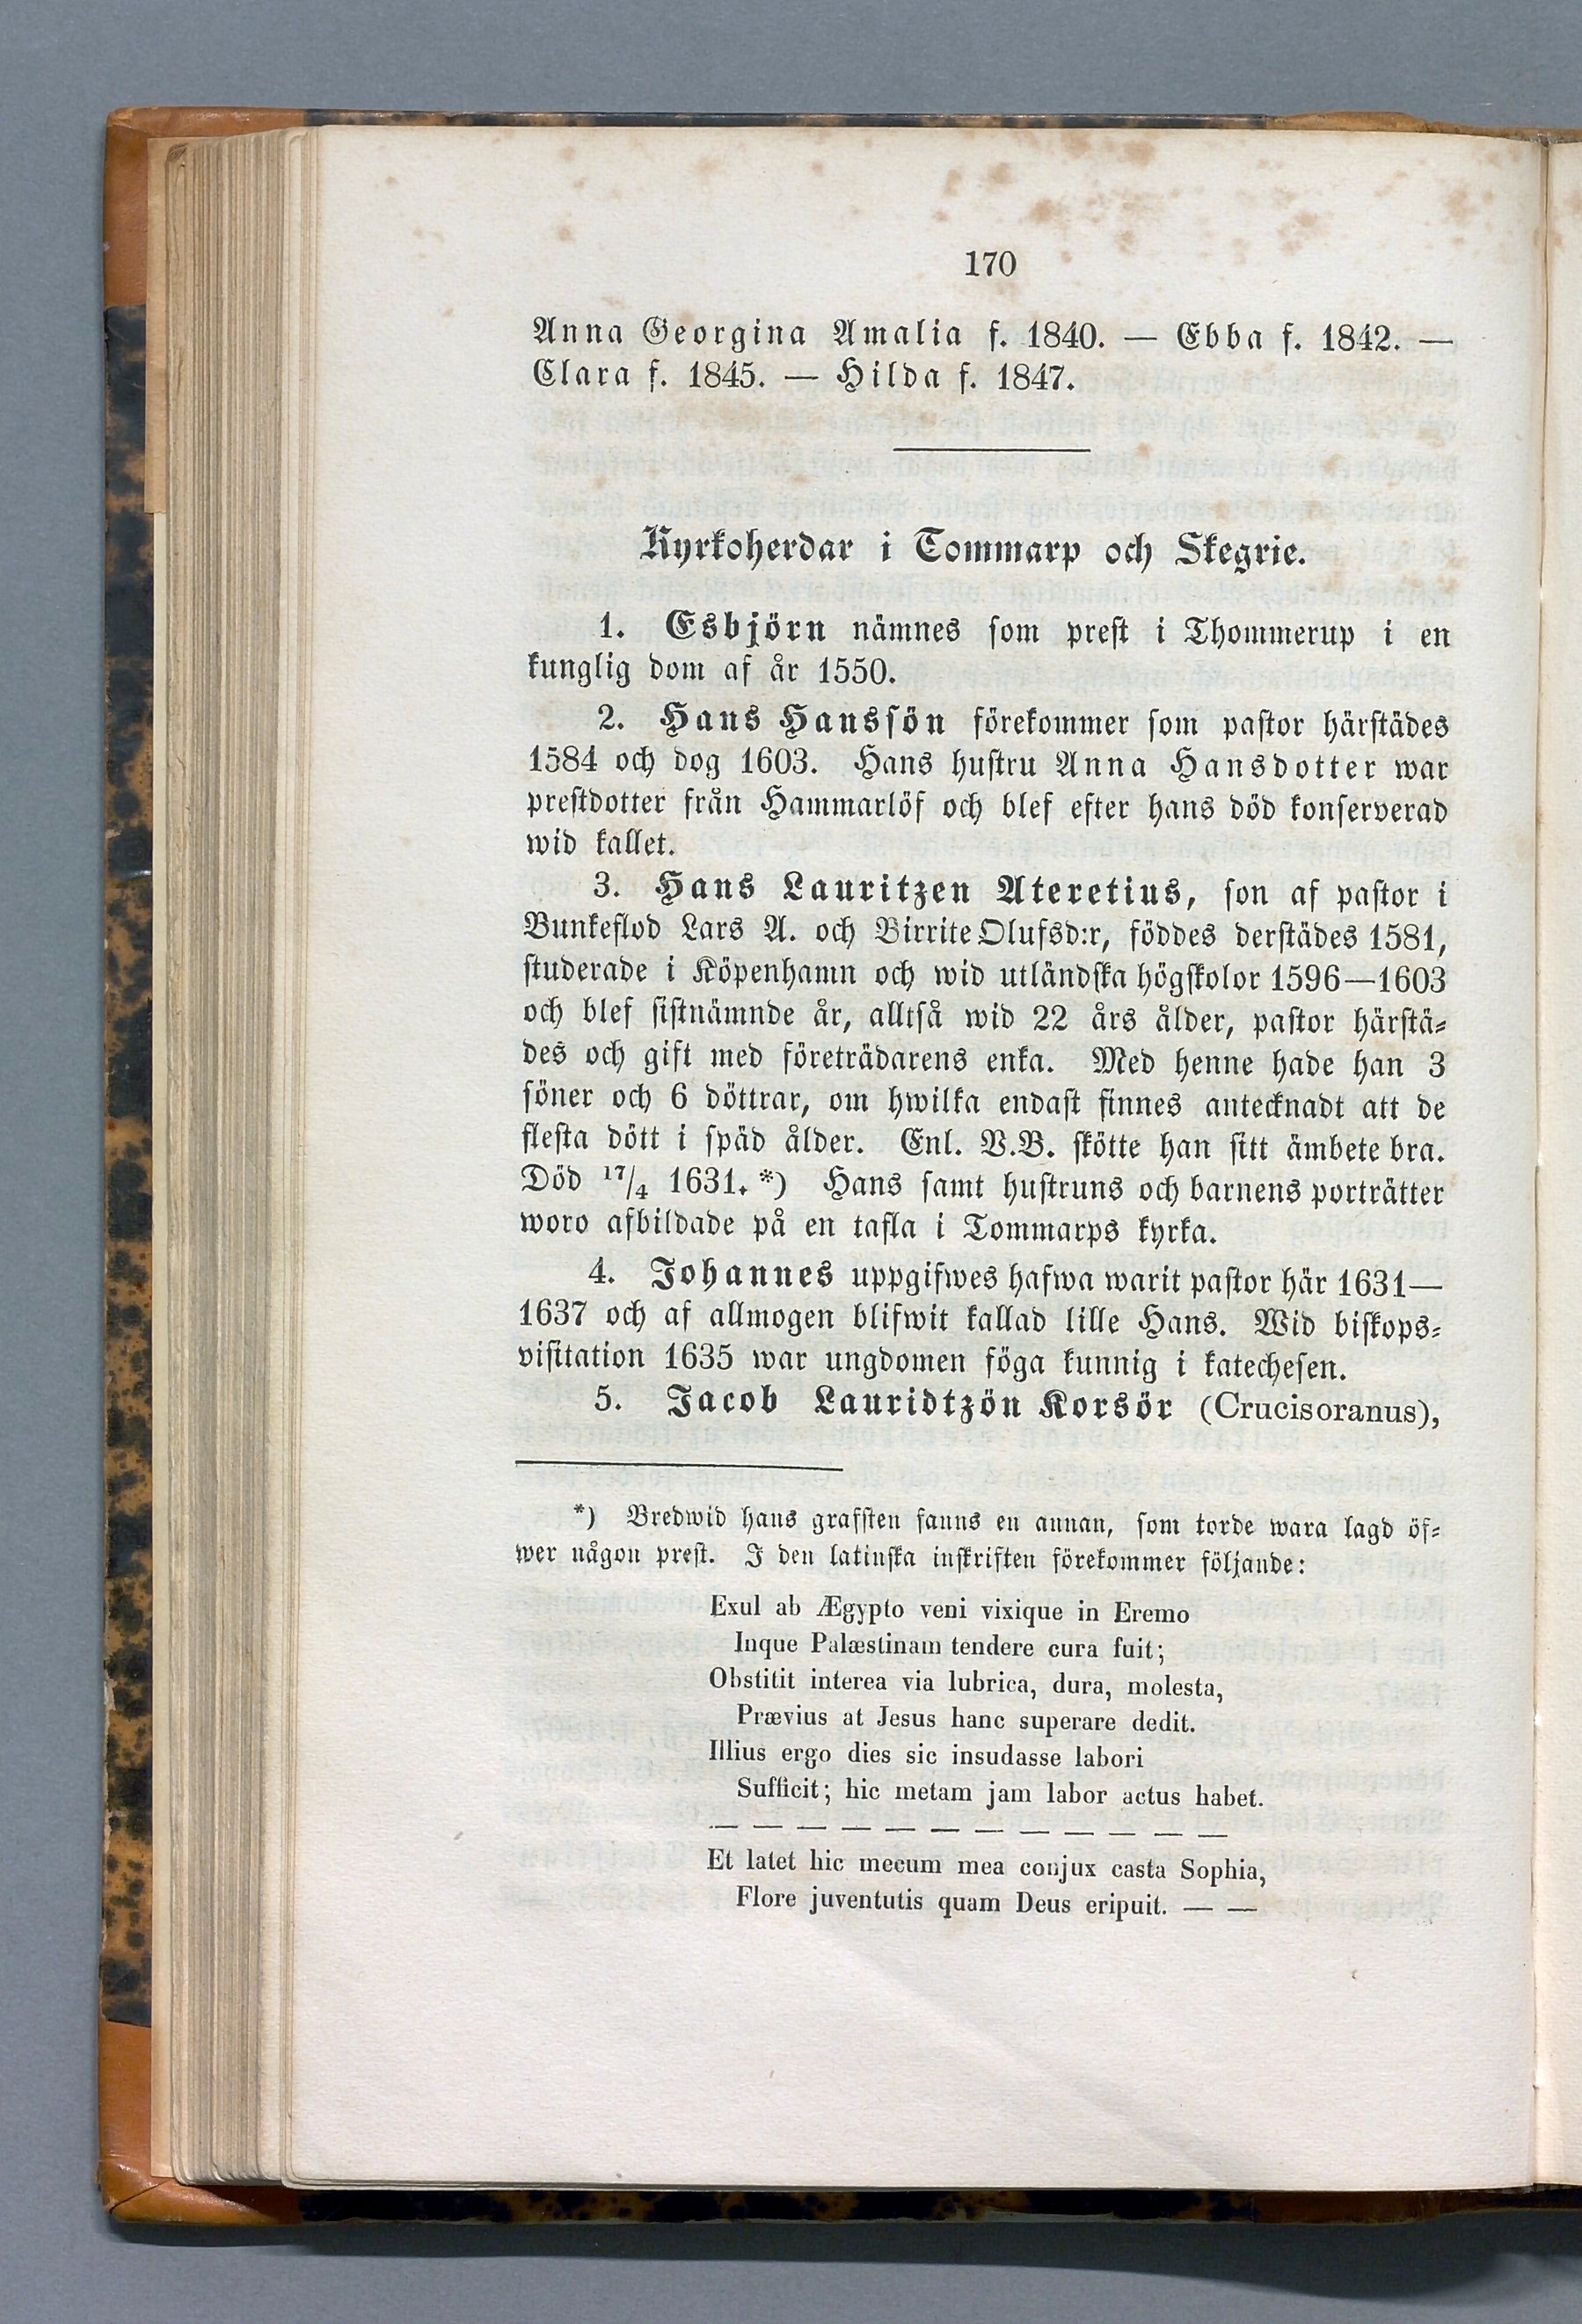 170
Anna Georgina Amalia f. 1840. — Ebba f. 1842. —
Clara f. 1845. — Hilda f. 1847.
Kyrkoherdar i Tommarp och Skegrie.
1. Esbjörn nämnes som prest i Thommerup i en
kunglig dom af år 1550.
2. Hans Hanssön förekommer som pastor härstädes
1584 och dog 1603. Hans hustru Anna Hansdotter war
prestdotter från Hammarlöf och blef efter hans död konserverad
wid kallet.
3. Hans Lauritzen Ateretius, son af pastor i
Bunkeflod Lars A. och Birrite Olufsd:r, föddes derstädes 1581,
studerade i Köpenhamn och wid utländska högskolor 1596—1603
och blef sistnämnde år, alltså wid 22 års ålder, pastor härstä-
des och gift med företrädarens enka. Med henne hade han 3
söner och 6 döttrar, om hwilka endast finnes antecknadt att de
flesta dött i späd ålder. Enl. V.B. skötte han sitt ämbete bra.
Död 17/4 1631. *) Hans samt hustruns och barnens porträtter
woro afbildade på en tafla i Tommarps kyrka.
4. Johannes uppgifwes hafwa warit pastor här 1631—
1637 och af allmogen blifwit kallad lille Hans. Wid biskops-
visitation 1635 war ungdomen föga kunnig i katechesen.
5. Jacob Lauridtzön Korsör (Crucisoranus),
*) Bredwid hans grafsten fanns en annan, som torde wara lagd öf-
wer någon prest. I den latinska inskriften förekommer följande:
Exul ab Ægypto veni vixique in Eremo
Inque Palæstinam tendere cura fuit;
Obstitit interea via lubrica, dura, molesta,
Prævius at Jesus hanc superare dedit.
Illius ergo dies sic insudasse labori
Sufficit; hic metam jam labor actus habet.
— — — — — — — — — — — —
Et latet hic mecum mea conjux casta Sophia,
Flore juventutis quam Deus eripuit. — —